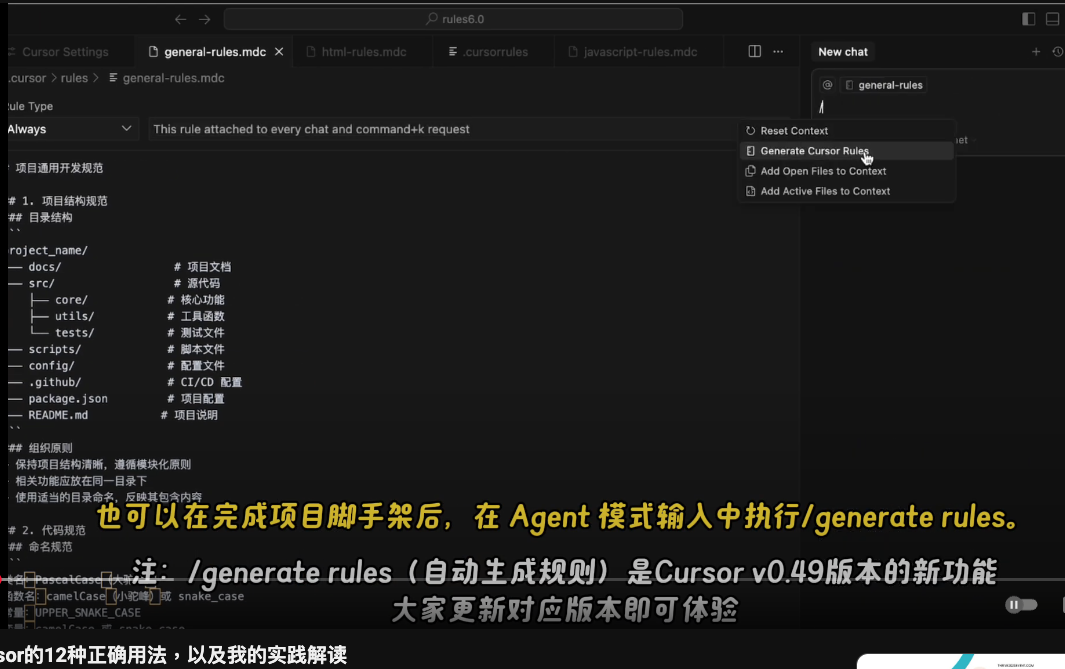 rules6.0
Cursor Settings
general-rules.mdc
html-rules.mdc
.cursorrules
javascript-rules.mdc
New chat
.cursor > rules > general-rules.mdc
@ general-rules
ule Type
Always
This rule attached to every chat and command+k request
/
Reset Context
Generate Cursor Rules
Add Open Files to Context
Add Active Files to Context
项目通用开发规范
# 1. 项目结构规范
## 目录结构
``
roject_name/
── docs/ # 项目文档
── src/ # 源代码
├── core/ # 核心功能
├── utils/ # 工具函数
└── tests/ # 测试文件
── scripts/ # 脚本文件
── config/ # 配置文件
── .github/ # CI/CD 配置
── package.json # 项目配置
── README.md # 项目说明
``
## 组织原则
保持项目结构清晰，遵循模块化原则
相关功能应放在同一目录下
使用适当的目录命名，反映其包含内容
也可以在完成项目脚手架后，在 Agent 模式输入中执行/generate rules。
# 2. 代码规范
## 命名规范
``
类名：PascalCase（大驼
函数名：camelCase（小驼峰）或 snake_case
常量：UPPER_SNAKE_CASE
注：/generate rules（自动生成规则）是Cursor v0.49版本的新功能
大家更新对应版本即可体验
sor的12种正确用法，以及我的实践解读